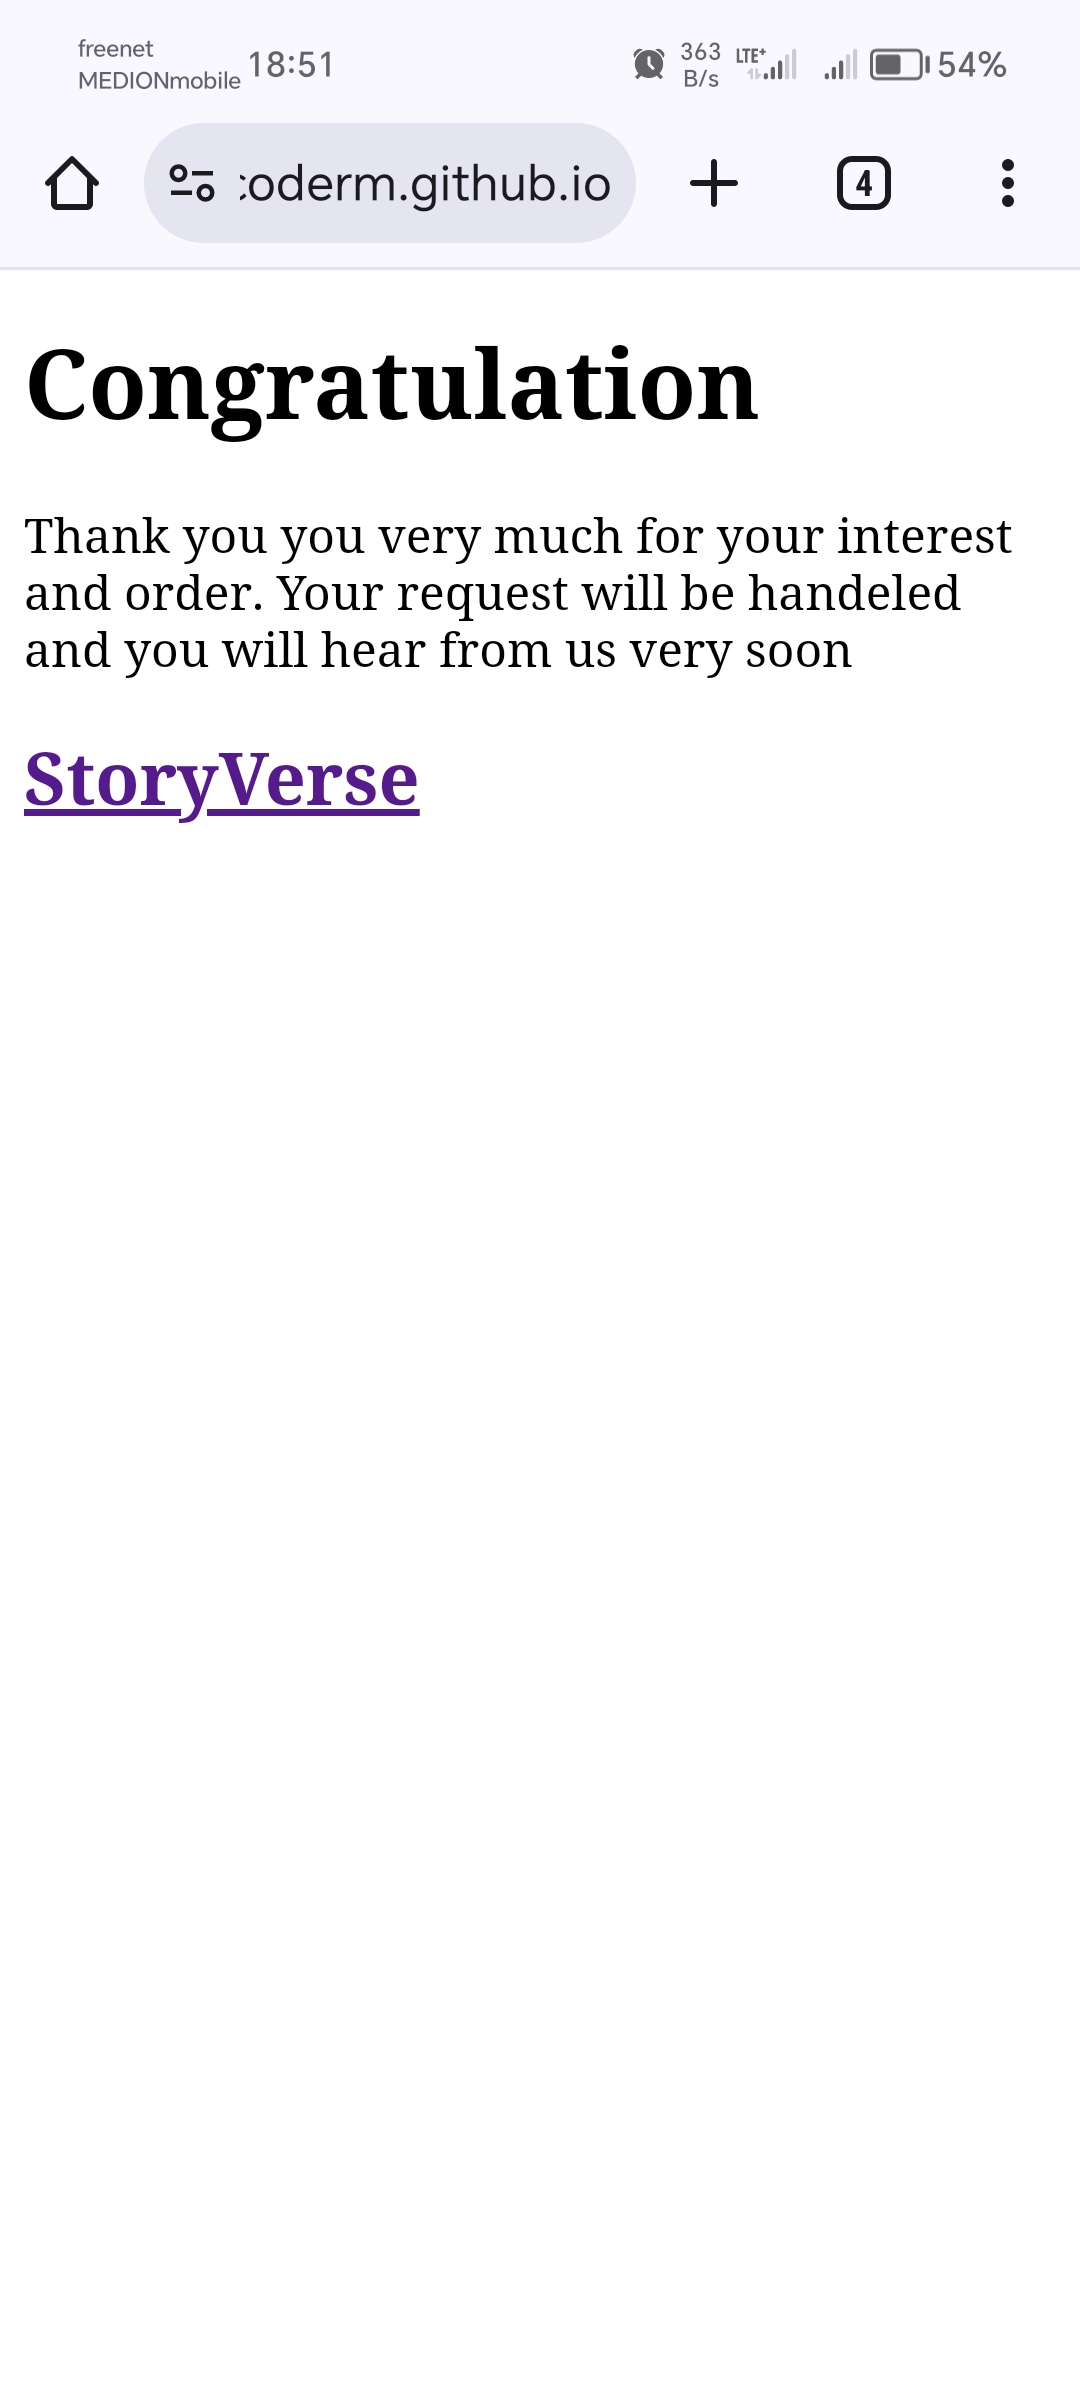 freenet
MEDIONmobile 18:51
363 B/s LTE+ 54%
oderm.github.io
4
Congratulation
Thank you you very much for your interest
and order. Your request will be handeled
and you will hear from us very soon
StoryVerse